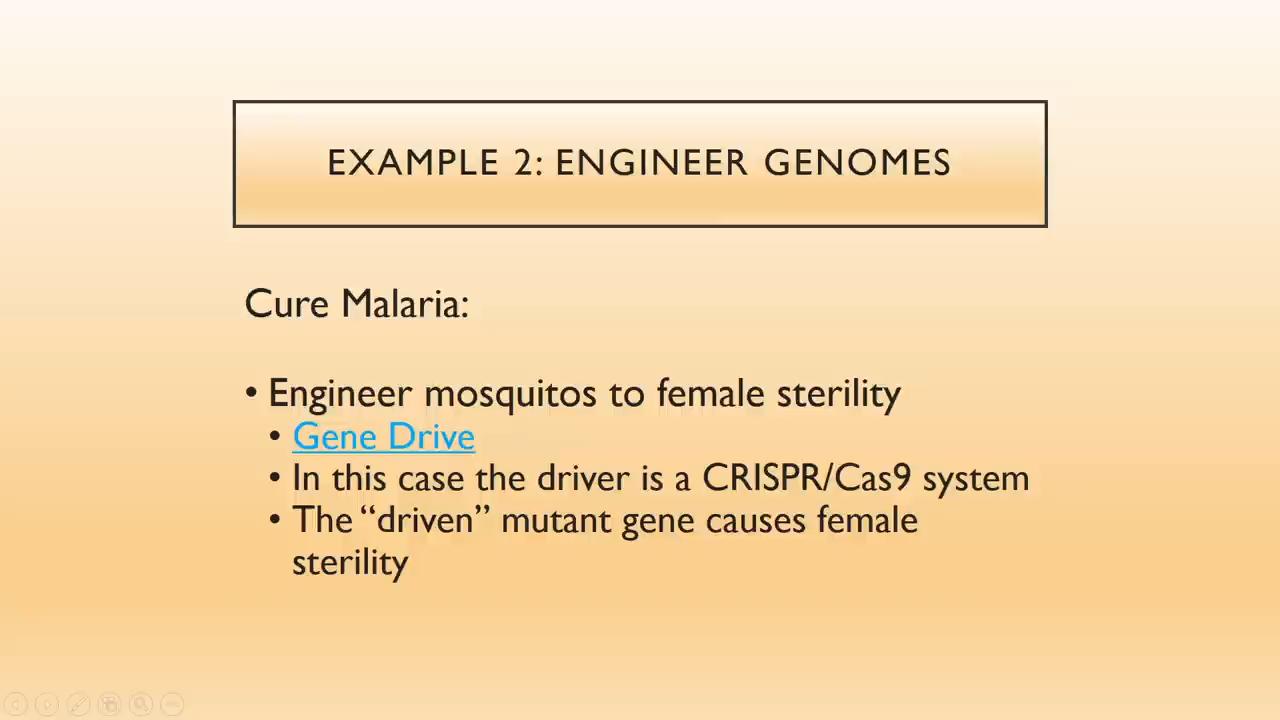 EXAMPLE 2: ENGINEER GENOMES
Cure Malaria:
• Engineer mosquitos to female sterility
• Gene Drive
• In this case the driver is a CRISPR/Cas9 system
• The “driven” mutant gene causes female
sterility